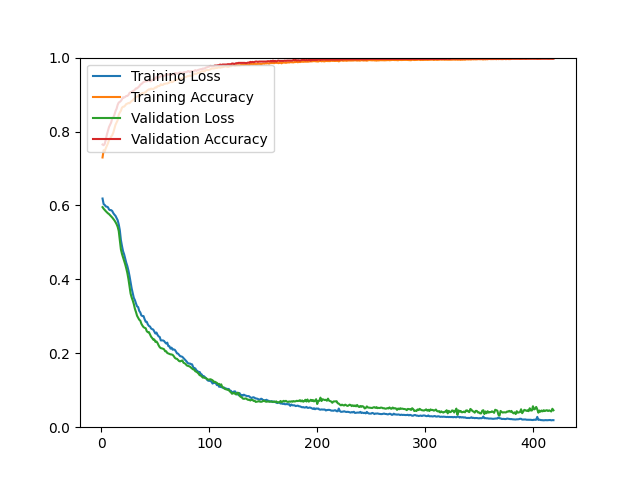 1.0
0.8
0.6
0.4
0.2
0.0
Training Loss
Training Accuracy
Validation Loss
Validation Accuracy
0 100 200 300 400